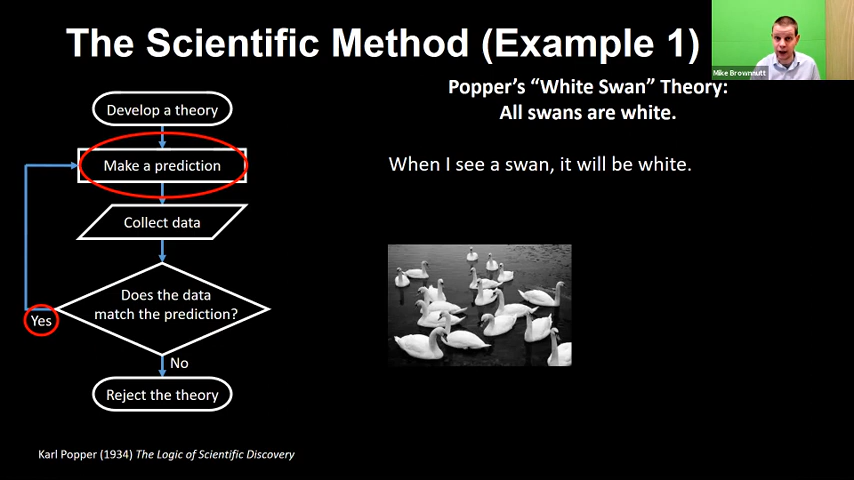 The Scientific Method (Example 1)
Mike Brownnutt
Popper’s “White Swan” Theory:
All swans are white.
When I see a swan, it will be white.
Develop a theory
Make a prediction
Collect data
Does the data
match the prediction?
Yes
No
Reject the theory
Karl Popper (1934) The Logic of Scientific Discovery